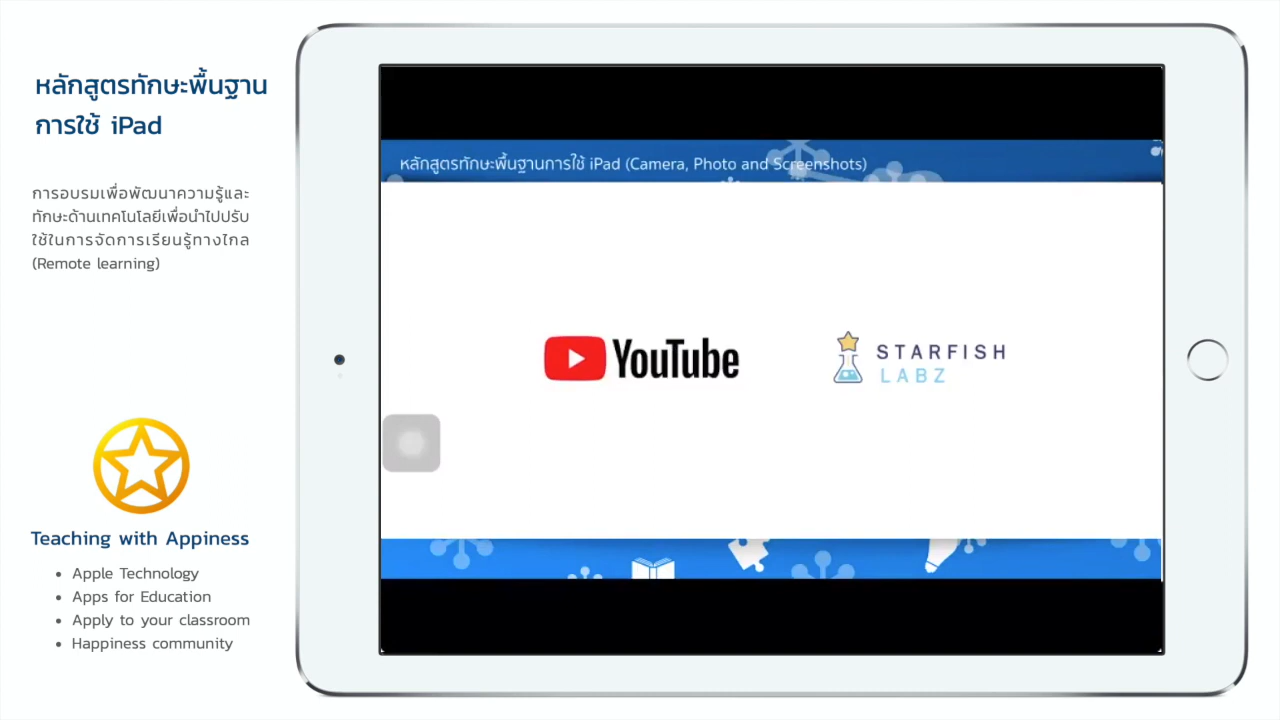 หลักสูตรทักษะพื้นฐาน
การใช้ iPad
การอบรมเพื่อพัฒนาความรู้และ
ทักษะด้านเทคโนโลยีเพื่อนำไปปรับ
ใช้ในการจัดการเรียนรู้ทางไกล
(Remote learning)
Teaching with Appiness
• Apple Technology
• Apps for Education
• Apply to your classroom
• Happiness community
หลักสูตรทักษะพื้นฐานการใช้ iPad (Camera, Photo and Screenshots)
YouTube
STARFISH
LABZ